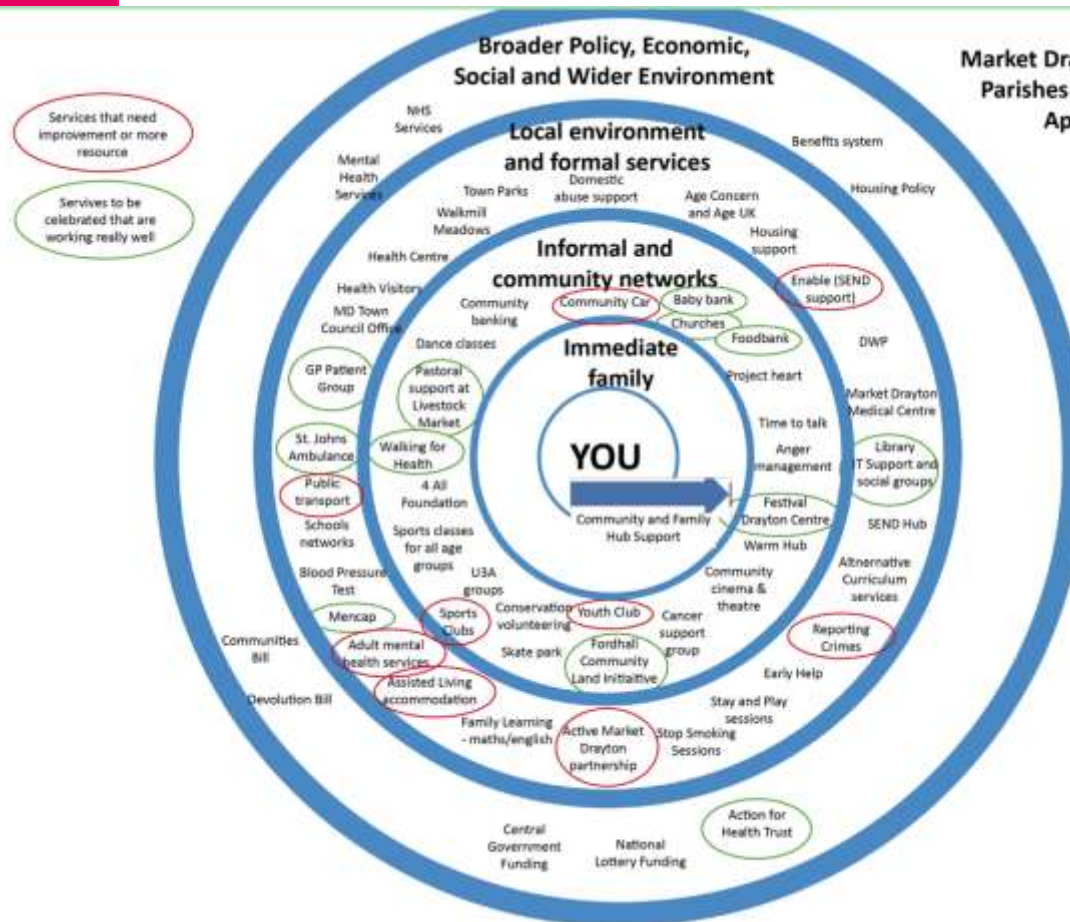 Broader Policy, Economic,
Social and Wider Environment
Market Dra
Parishes
Ap
Services that need
improvement or more
resource
Servives to be
celebrated that are
working really well
NHS
Services
Mental
Health
Services
Benefits system
Housing Policy
Local environment
and formal services
Town Parks
Domestic
abuse support
Age Concern
and Age UK
Walkmill
Meadows
Housing
support
Health Centre
Enable (SEND
support)
Health Visitors
MD Town
Council Office
DWP
Informal and
community networks
Community
banking
Community Car
Baby bank
Churches
Foodbank
Dance classes
Immediate
family
Project heart
GP Patient
Group
Pastoral
support at
Livestock
Market
Market Drayton
Medical Centre
Time to talk
St. Johns
Ambulance
Walking for
Health
YOU
Anger
management
Library
IT Support and
social groups
Public
transport
4 All
Foundation
Community and Family
Hub Support
Festival
Drayton Centre
Schools
networks
Sports classes
for all age
groups
Warm Hub
SEND Hub
Blood Pressure
Test
U3A
groups
Community
cinema &
theatre
Altnernative
Curriculum
services
Mencap
Sports
Clubs
Conservation
volunteering
Youth Club
Cancer
support
group
Reporting
Crimes
Communities
Bill
Adult mental
health services
Skate park
Fordhall
Community
Land Initiaitive
Early Help
Devolution Bill
Assisted Living
accommodation
Stay and Play
sessions
Family Learning
- maths/english
Active Market
Drayton
partnership
Stop Smoking
Sessions
Action for
Health Trust
Central
Government
Funding
National
Lottery Funding